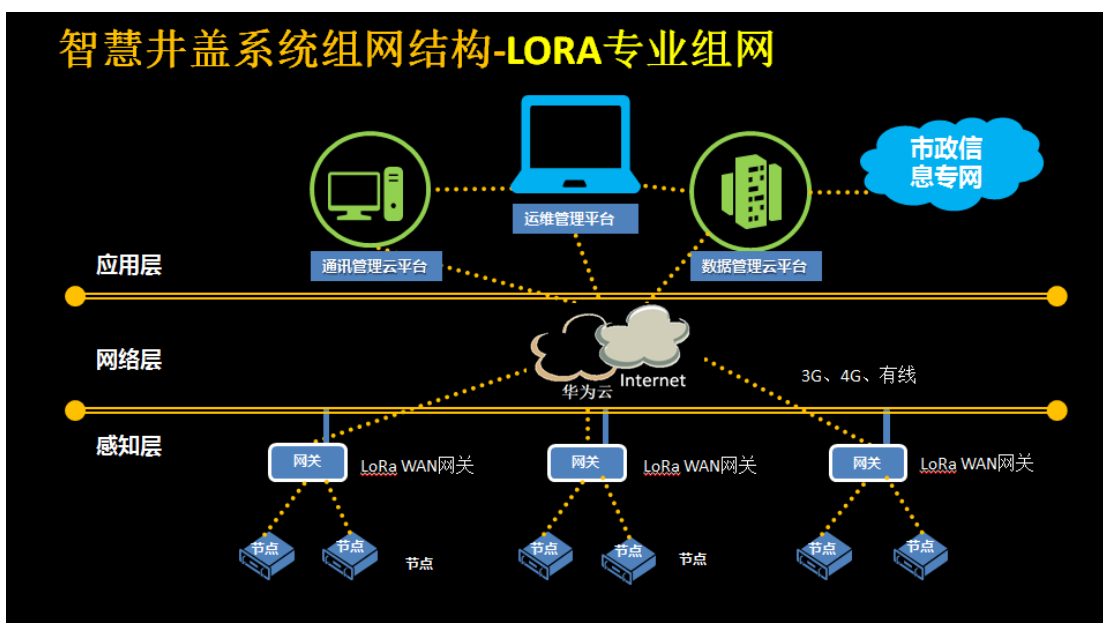 智慧井盖系统组网结构-LORA专业组网
市政信
息专网
运维管理平台
通讯管理云平台
数据管理云平台
应用层
网络层
华为云
Internet
3G、4G、有线
感知层
网关
LoRa WAN网关
网关
LoRa WAN网关
网关
LoRa WAN网关
节点
节点
节点
节点
节点
节点
节点
节点